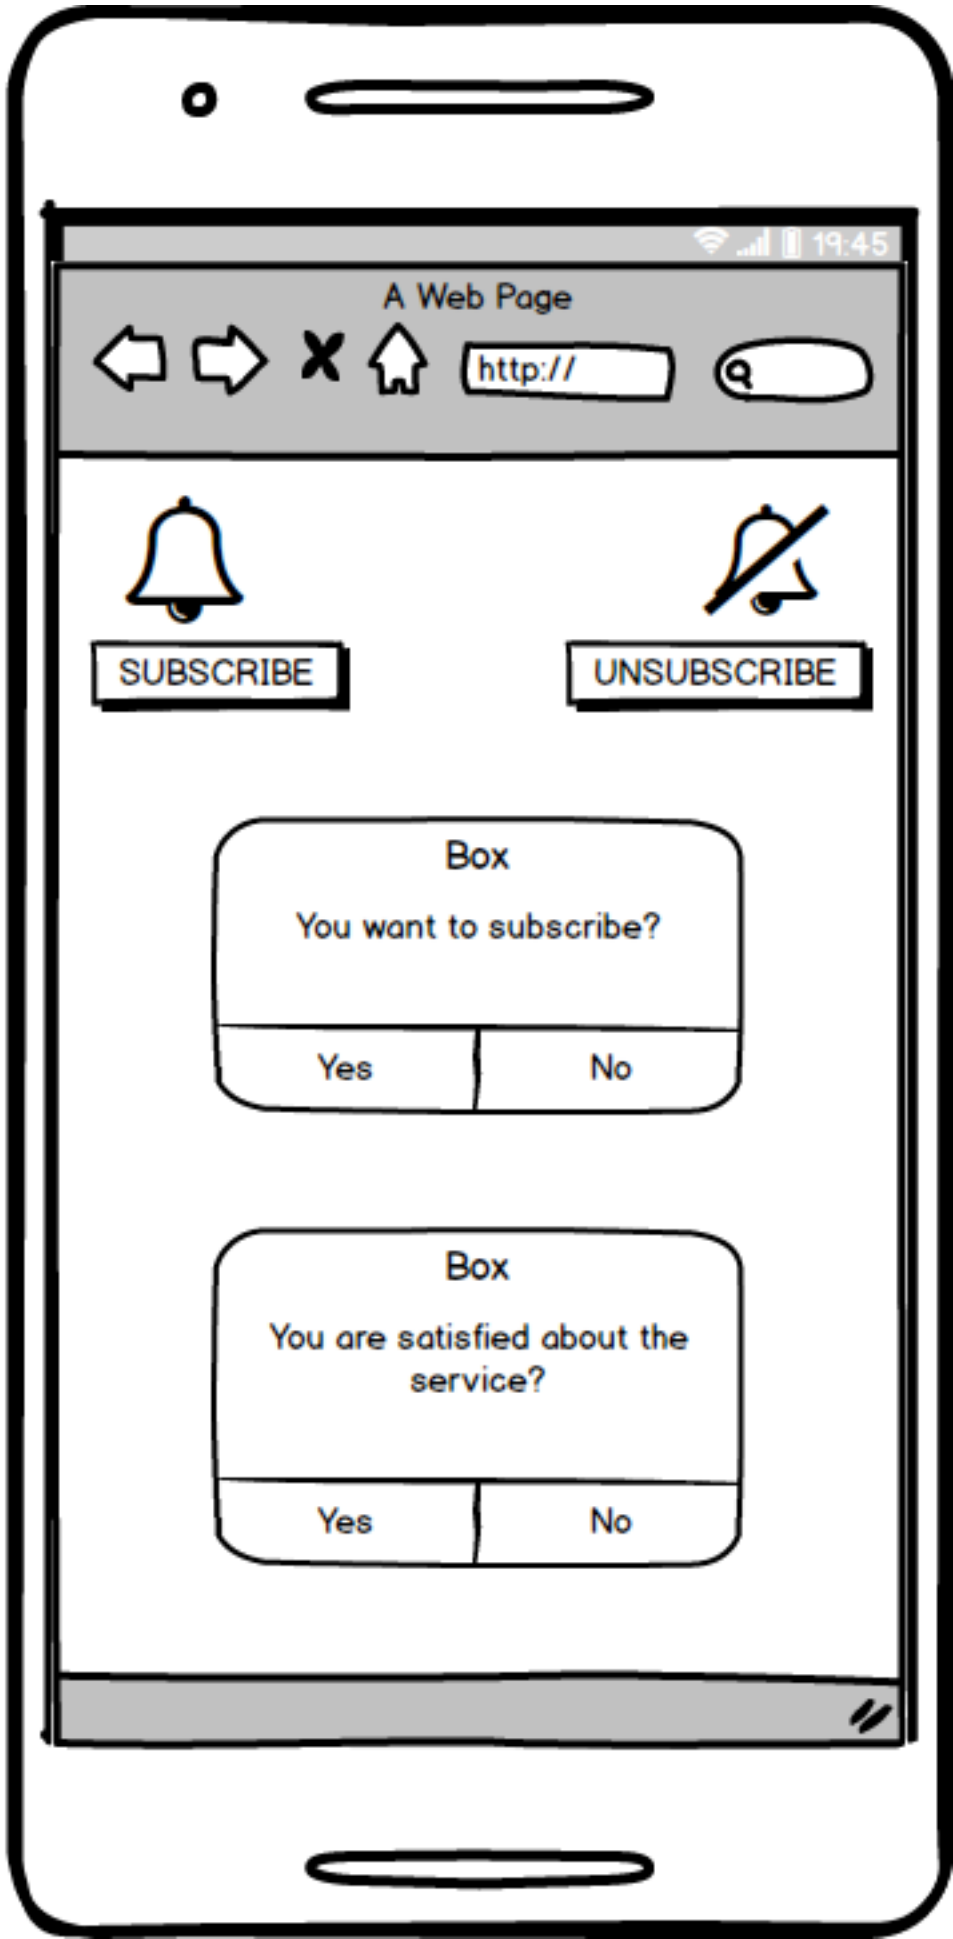 19:45
A Web Page
http://
SUBSCRIBE
UNSUBSCRIBE
Box
You want to subscribe?
Yes
No
Box
You are satisfied about the
service?
Yes
No